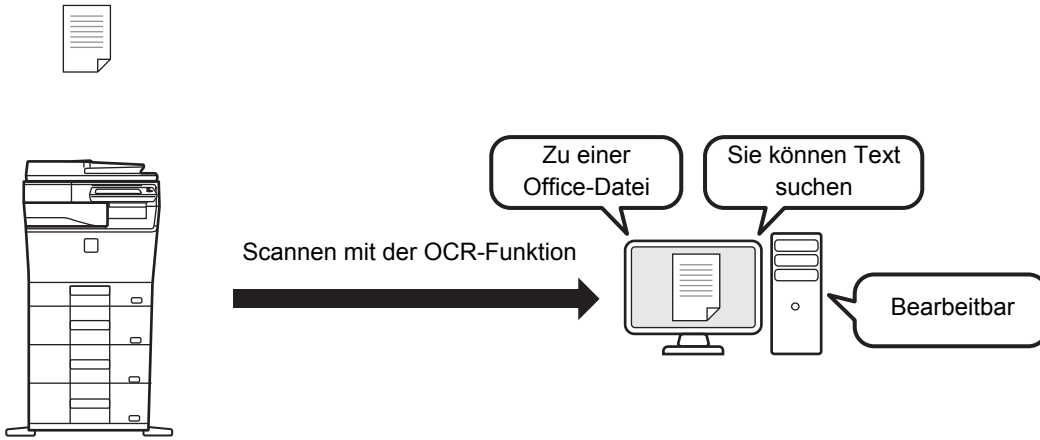 Zu einer
Office-Datei
Sie können Text
suchen
Scannen mit der OCR-Funktion
Bearbeitbar